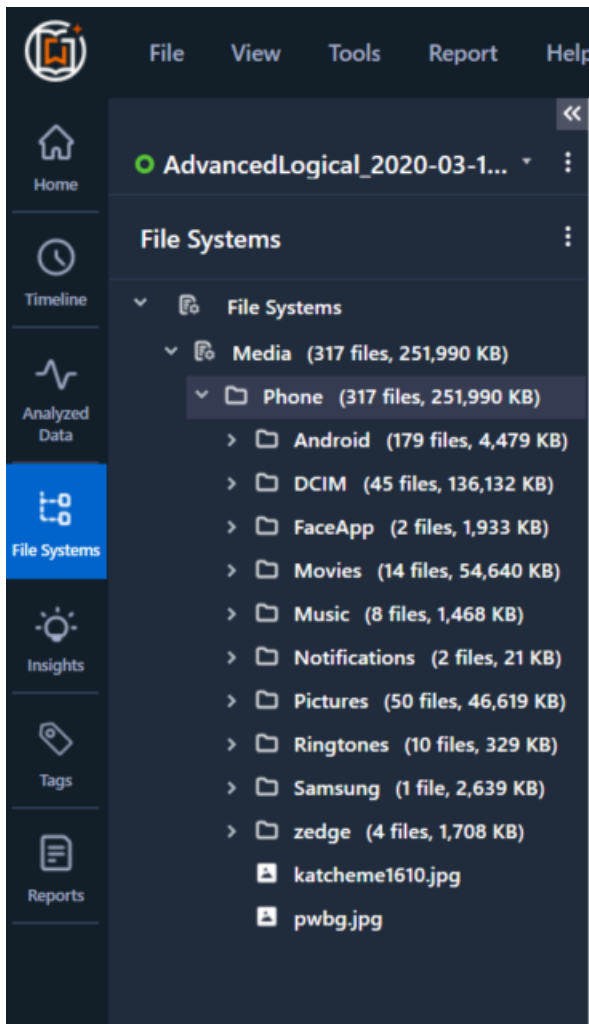 File View Tools Report Help
Home
AdvancedLogical_2020-03-1...
File Systems
Timeline
File Systems
Media (317 files, 251,990 KB)
Phone (317 files, 251,990 KB)
Analyzed
Data
Android (179 files, 4,479 KB)
DCIM (45 files, 136,132 KB)
File Systems
FaceApp (2 files, 1,933 KB)
Movies (14 files, 54,640 KB)
Music (8 files, 1,468 KB)
Insights
Notifications (2 files, 21 KB)
Pictures (50 files, 46,619 KB)
Ringtones (10 files, 329 KB)
Tags
Samsung (1 file, 2,639 KB)
zedge (4 files, 1,708 KB)
Reports
katcheme1610.jpg
pwbg.jpg